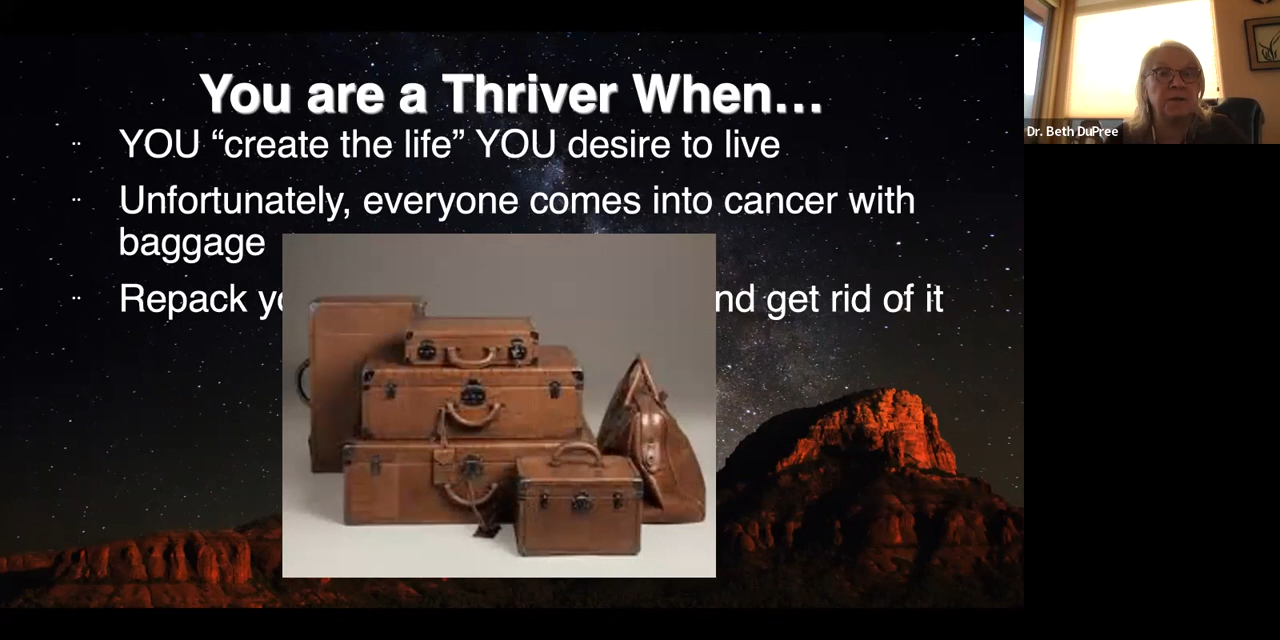 You are a Thriver When...
YOU “create the life” YOU desire to live
Unfortunately, everyone comes into cancer with
baggage
Repack nd get rid of it
Dr. Beth DuPree